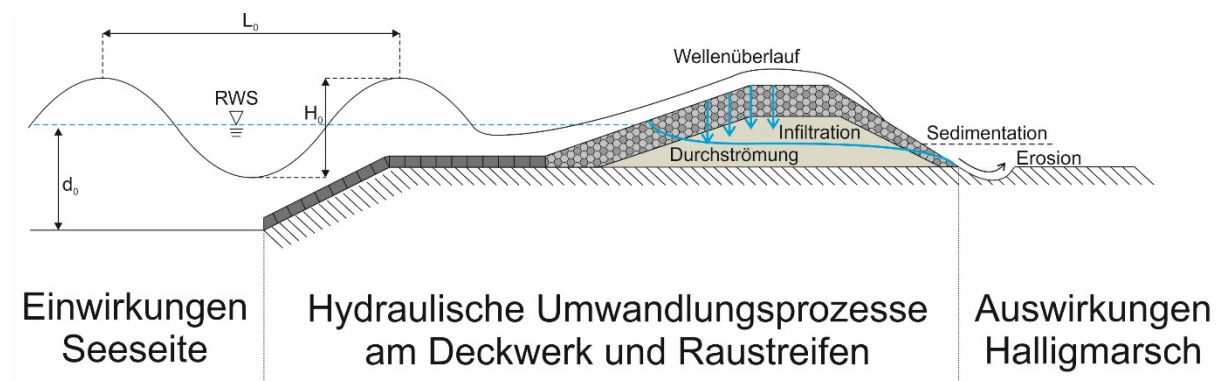 L₀
Wellenüberlauf
RWS
H₀
Infiltration
Sedimentation
Durchströmung
Erosion
d₀
Einwirkungen
Seeseite
Hydraulische Umwandlungsprozesse
am Deckwerk und Raustreifen
Auswirkungen
Halligmarsch